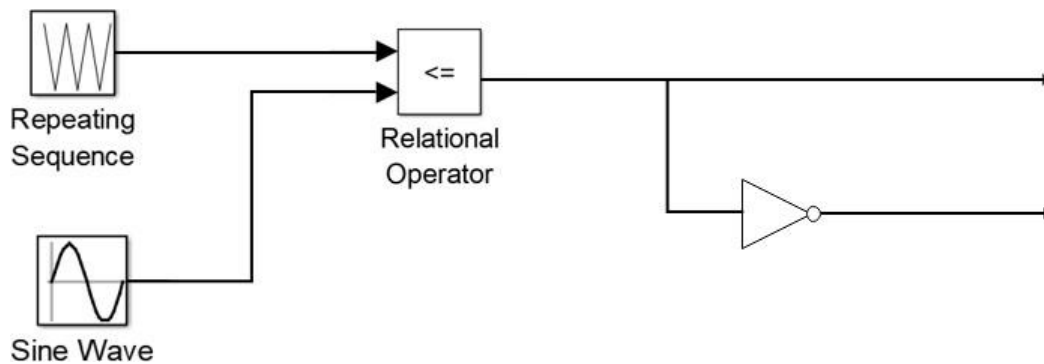 Repeating
Sequence
<=
Relational
Operator
Sine Wave